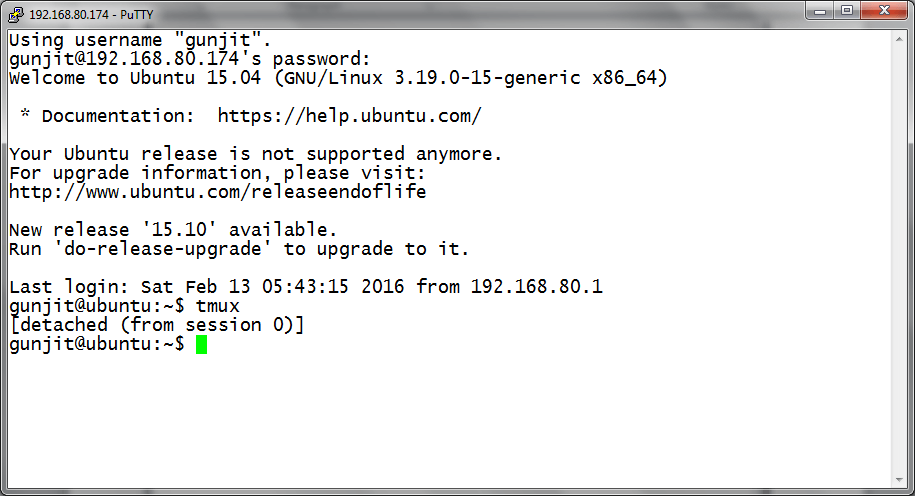 192.168.80.174 - PuTTY
Using username "gunjit".
gunjit@192.168.80.174's password:
Welcome to Ubuntu 15.04 (GNU/Linux 3.19.0-15-generic x86_64)
* Documentation:  https://help.ubuntu.com/
Your Ubuntu release is not supported anymore.
For upgrade information, please visit:
http://www.ubuntu.com/releaseendoflife
New release '15.10' available.
Run 'do-release-upgrade' to upgrade to it.
Last login: Sat Feb 13 05:43:15 2016 from 192.168.80.1
gunjit@ubuntu:~$ tmux
[detached (from session 0)]
gunjit@ubuntu:~$